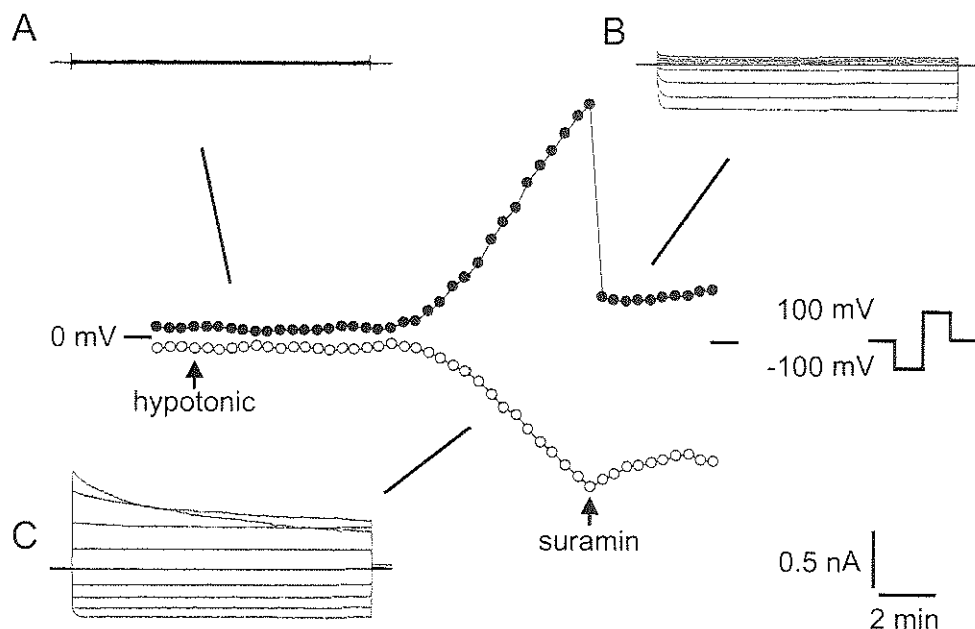 A
B
0 mV
100 mV
-100 mV
hypotonic
C
suramin
0.5 nA
2 min